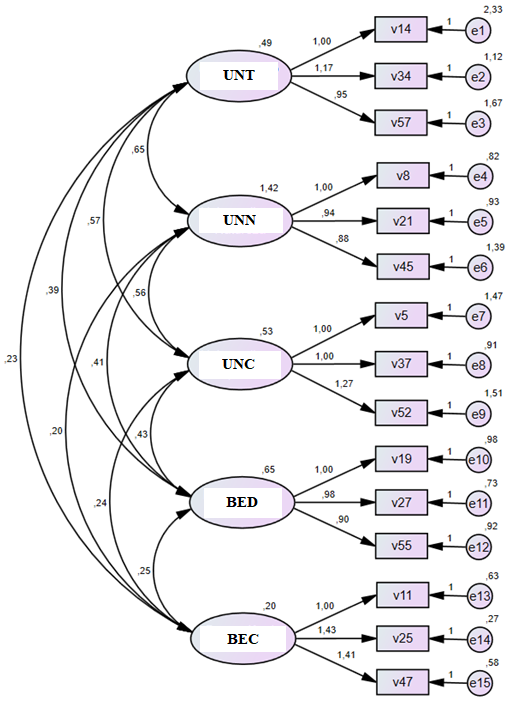 2,33
,49
1,00
v14
1
e1
UNT
1,12
1,17
v34
1
e2
1,67
,95
v57
1
e3
,65
,82
1,42
1,00
v8
1
e4
,57
UNN
,93
,94
v21
1
e5
1,39
,88
v45
1
e6
,39
,56
1,47
,53
1,00
v5
1
e7
,23
,41
UNC
,91
1,00
v37
1
e8
1,51
1,27
v52
1
e9
,20
,43
,98
,65
1,00
v19
1
e10
,24
BED
,73
,98
v27
1
e11
,92
,90
v55
1
e12
,25
,63
,20
1,00
v11
1
e13
BEC
,27
1,43
v25
1
e14
,58
1,41
v47
1
e15